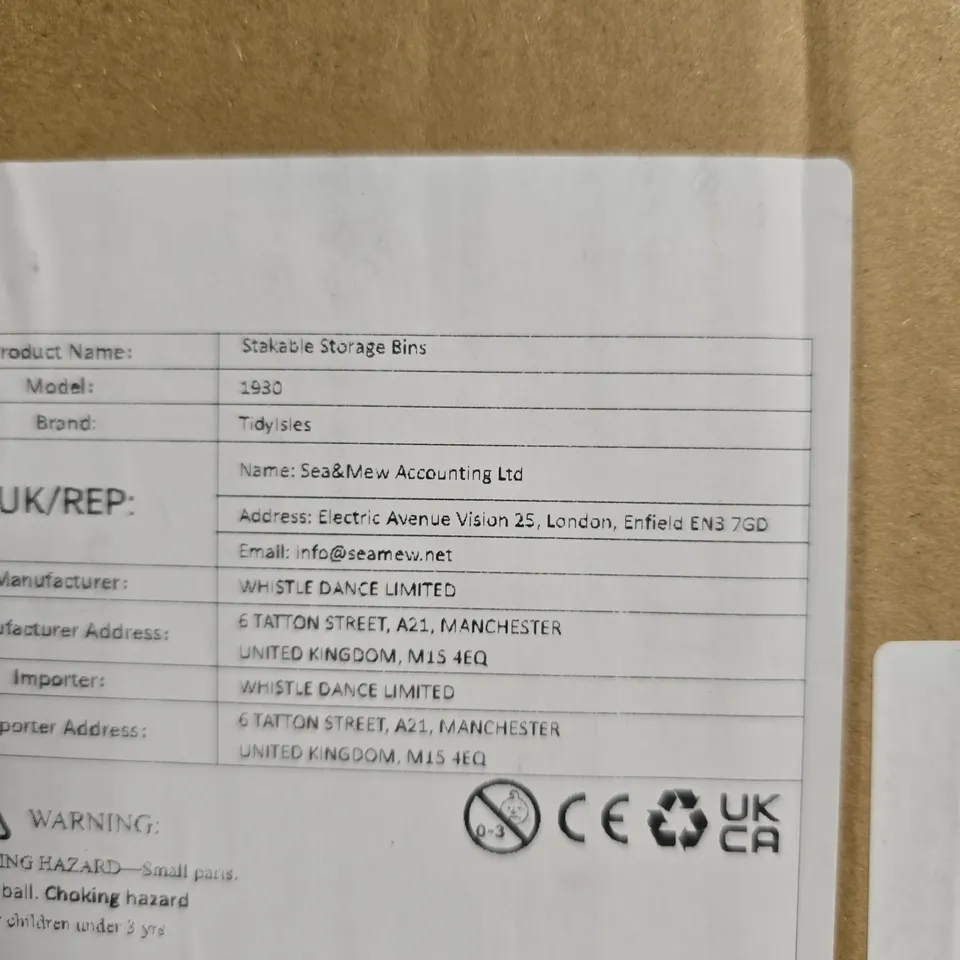 roduct Name: Stakable Storage Bins
Model: 1930
Brand: TidyIsles
UK/REP:
Name: Sea&Mew Accounting Ltd
Address: Electric Avenue Vision 25, London, Enfield EN3 7GD
Email: info@seamew.net
Manufacturer: WHISTLE DANCE LIMITED
ufacturer Address: 6 TATTON STREET, A21, MANCHESTER
UNITED KINGDOM, M15 4EQ
Importer: WHISTLE DANCE LIMITED
porter Address: 6 TATTON STREET, A21, MANCHESTER
UNITED KINGDOM, M15 4EQ
0-3 CE UK
CA
WARNING:
ING HAZARD—Small parts.
ball. Choking hazard
children under 3 yrs